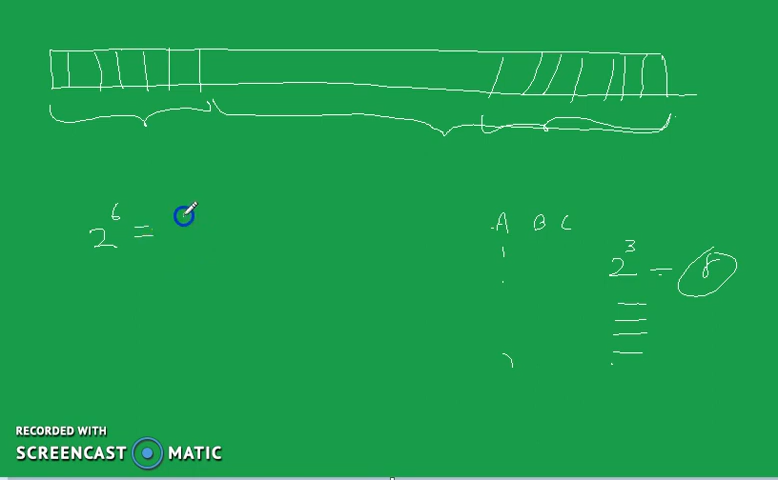 2^6 =
A B C
2^3 = 8
RECORDED WITH
SCREENCAST MATIC